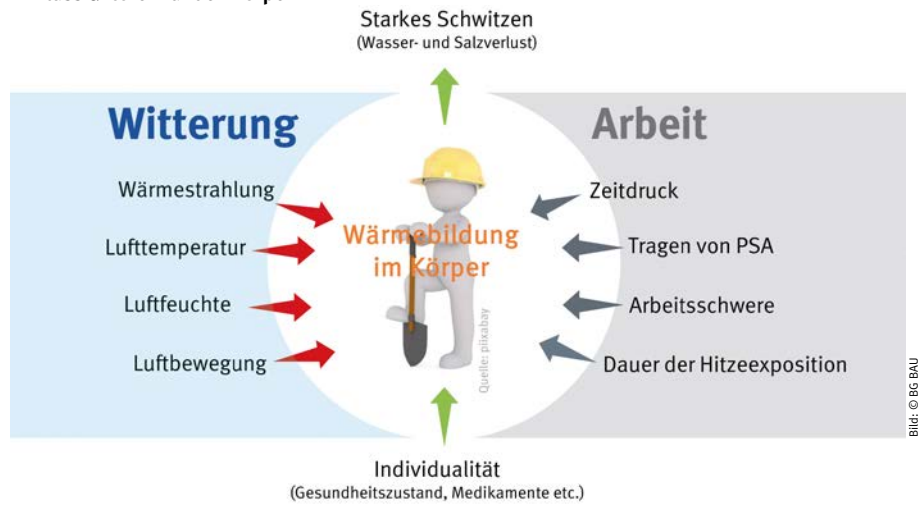 Starkes Schwitzen
(Wasser- und Salzverlust)
Witterung
Wärmestrahlung
Lufttemperatur
Luftfeuchte
Luftbewegung
Wärmebildung
im Körper
Quelle: piixabay
Arbeit
Zeitdruck
Tragen von PSA
Arbeitsschwere
Dauer der Hitzeexposition
Individualität
(Gesundheitszustand, Medikamente etc.)
Bild: © BG BAU